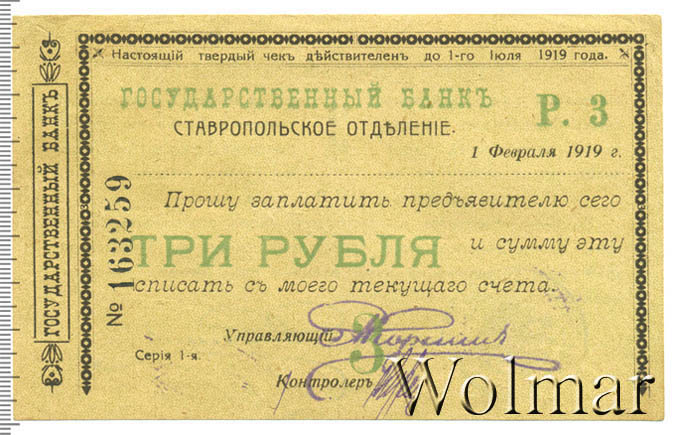 Настоящій твердый чекъ дѣйствителенъ до 1-го Іюля 1919 года.
ГОСУДАРСТВЕННЫЙ БАНКЪ
Р. 3
СТАВРОПОЛЬСКОЕ ОТДѢЛЕНІЕ.
1 Февраля 1919 г.
Прошу заплатить предъявителю сего
ТРИ РУБЛЯ и сумму эту
списать съ моего текущаго счета.
Управляющій
3
Серія 1-я.
Контролеръ
ГОСУДАРСТВЕННЫЙ БАНКЪ
№ 163259
Wolmar